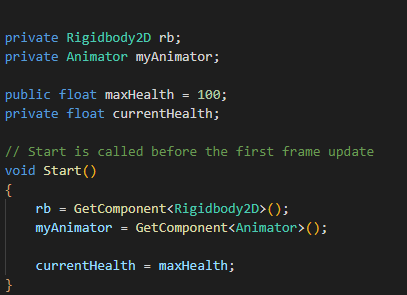 private Rigidbody2D rb;
private Animator myAnimator;
public float maxHealth = 100;
private float currentHealth;
// Start is called before the first frame update
void Start()
{
rb = GetComponent<Rigidbody2D>();
myAnimator = GetComponent<Animator>();
currentHealth = maxHealth;
}